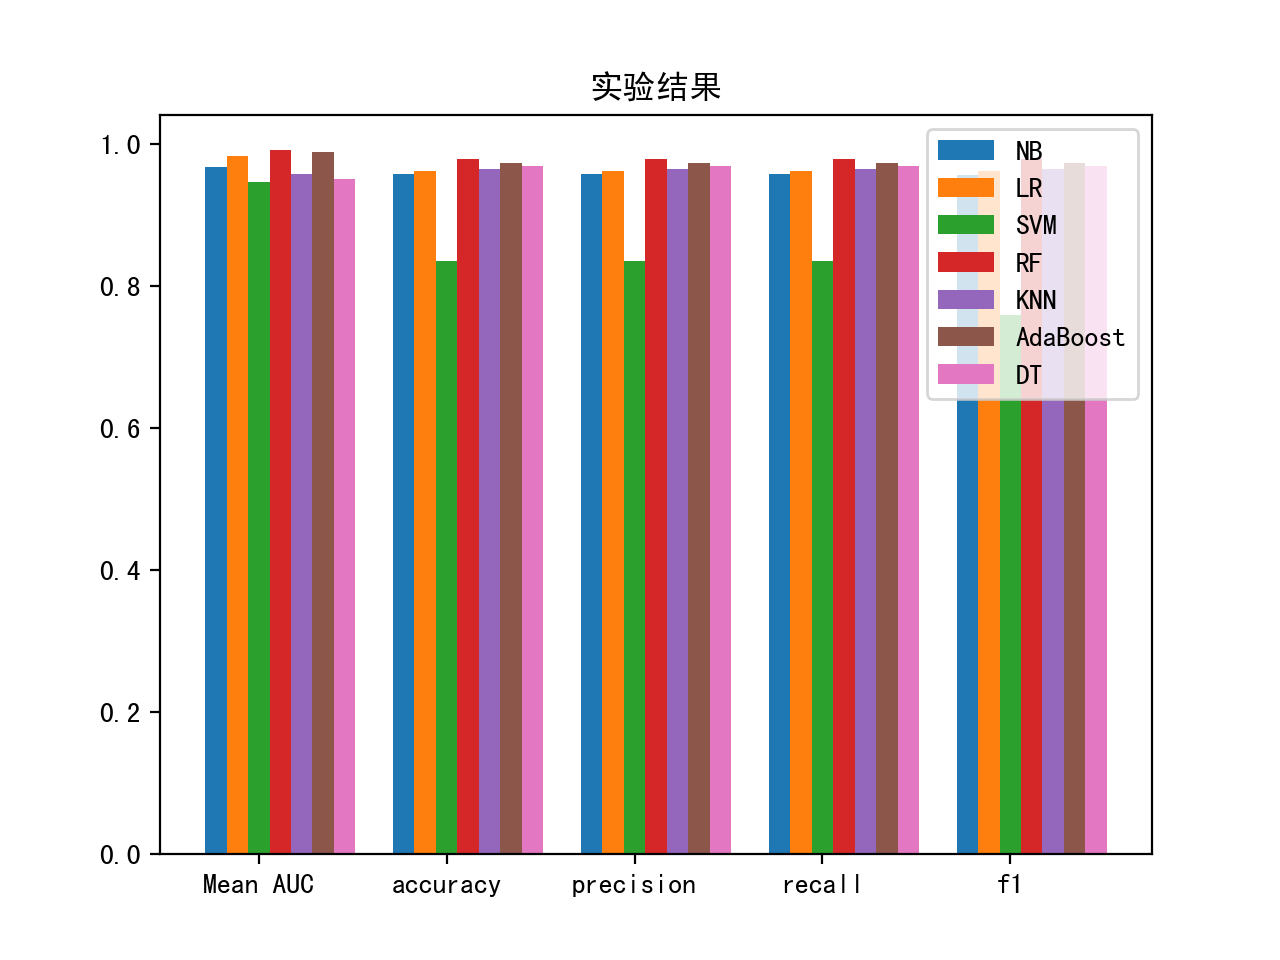 实验结果
1.0
0.8
0.6
0.4
0.2
0.0
Mean AUC
accuracy
precision
recall
f1
NB
LR
SVM
RF
KNN
AdaBoost
DT